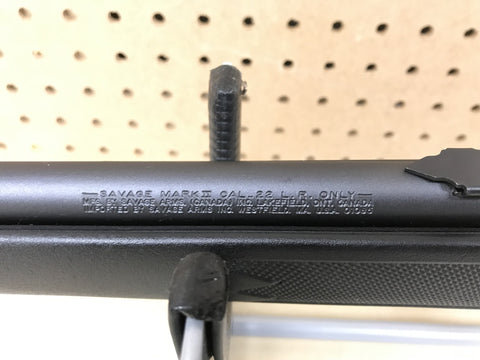 —SAVAGE MARK II CAL. .22 L.R. ONLY—
MFG. BY SAVAGE ARMS. (CANADA) INC. LAKEFIELD, ONT. CANADA
IMPORTED BY SAVAGE ARMS INC. WESTFIELD, MA. U.S.A. 01085